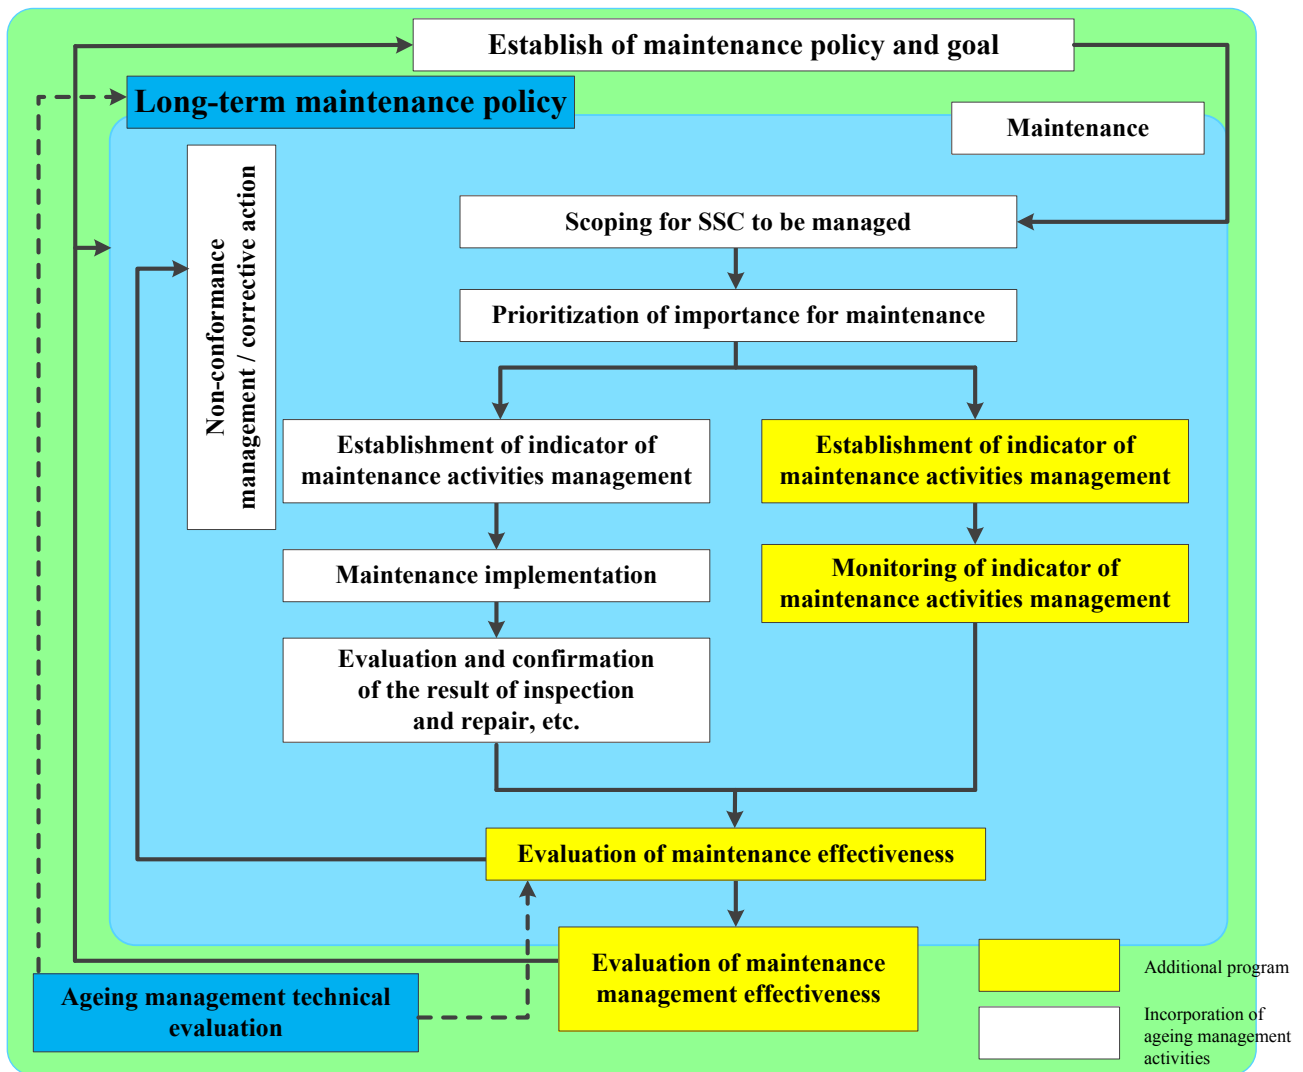 Establish of maintenance policy and goal
Long-term maintenance policy
Maintenance
Non-conformance
management / corrective action
Scoping for SSC to be managed
Prioritization of importance for maintenance
Establishment of indicator of
maintenance activities management
Establishment of indicator of
maintenance activities management
Maintenance implementation
Monitoring of indicator of
maintenance activities management
Evaluation and confirmation
of the result of inspection
and repair, etc.
Evaluation of maintenance effectiveness
Evaluation of maintenance
management effectiveness
Ageing management technical
evaluation
Additional program
Incorporation of
ageing management
activities